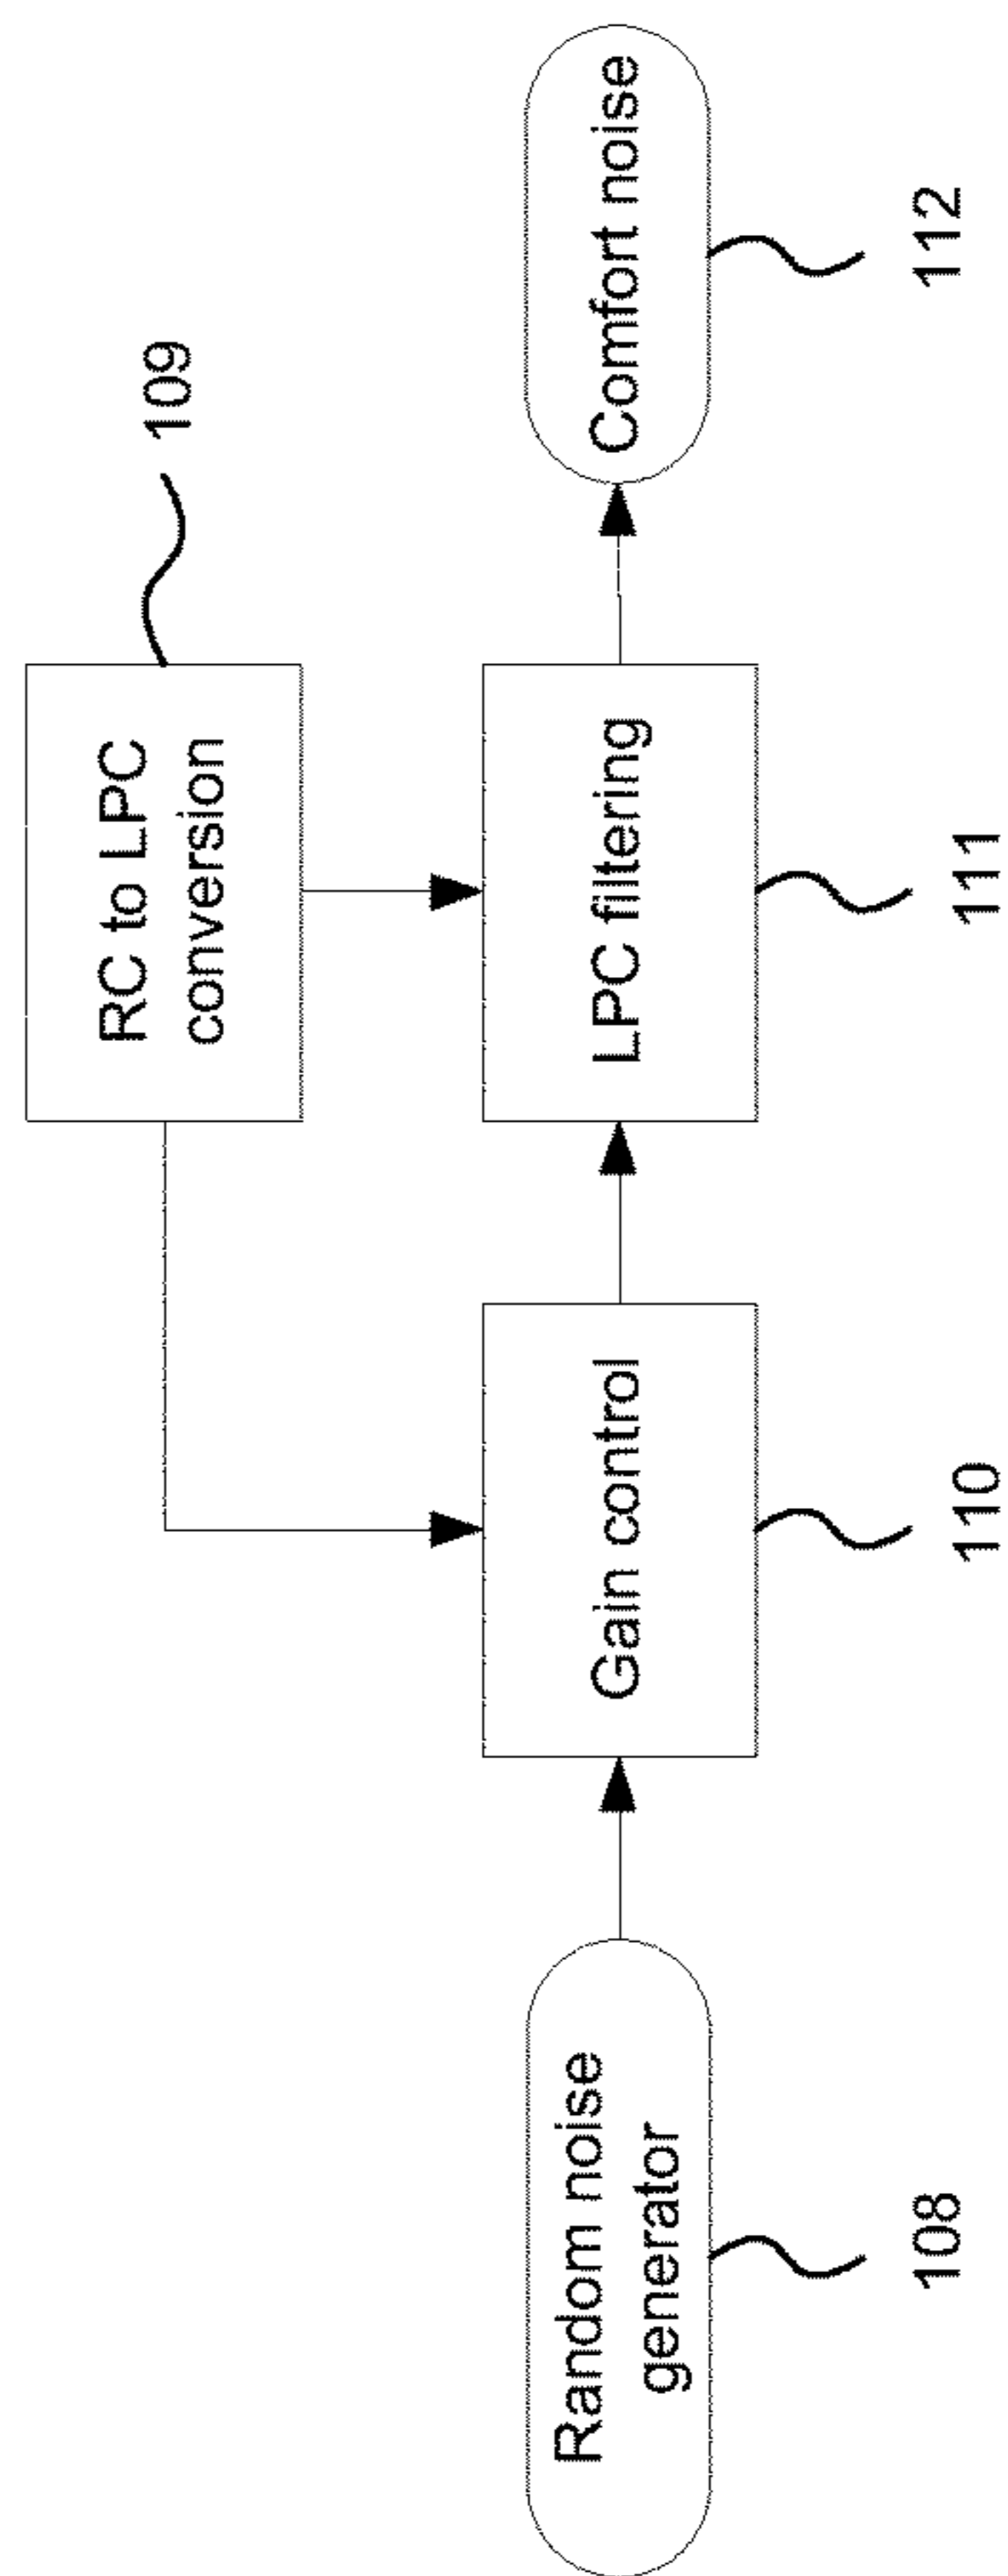 RC to LPC
conversion
109
Random noise
generator
Gain control
LPC filtering
Comfort noise
108
110
111
112